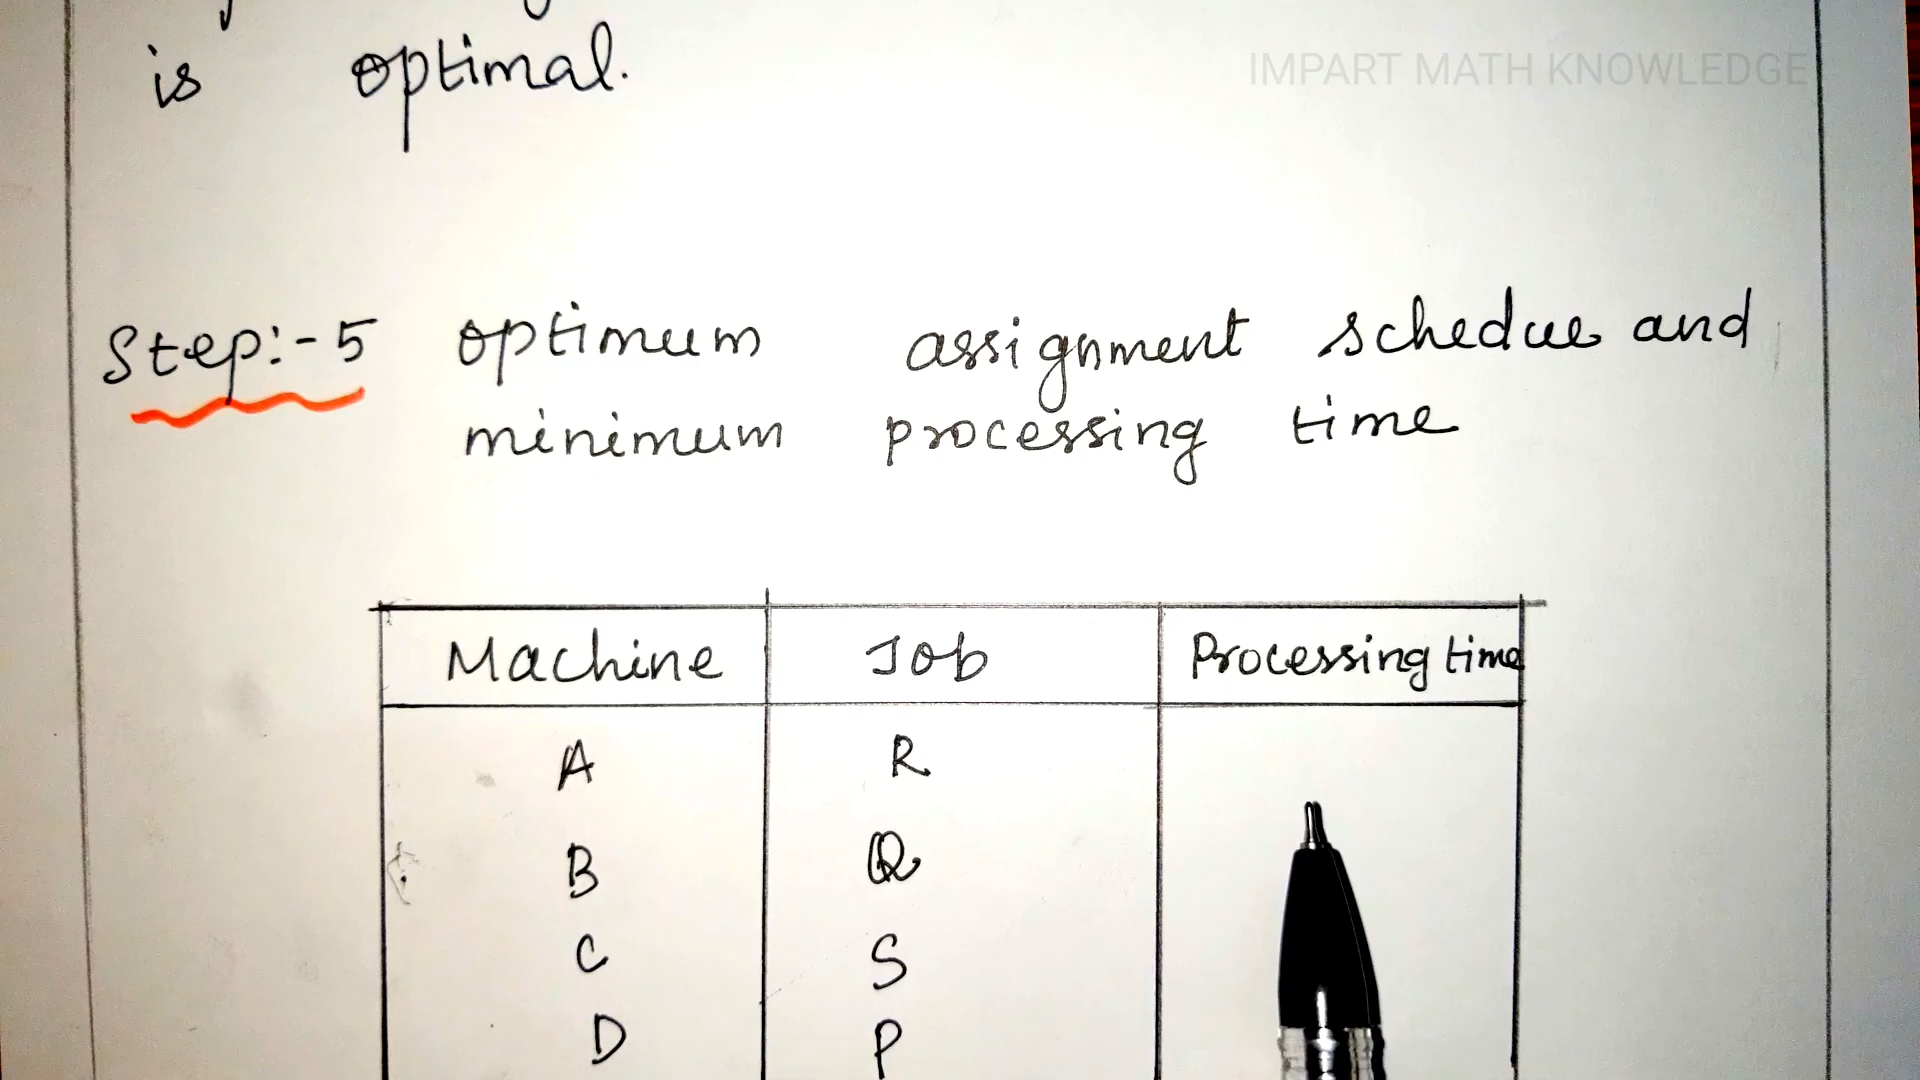 is optimal.
IMPART MATH KNOWLEDGE
Step:-5 optimum assignment schedue and
minimum processing time
Machine Job Processing time
A R
B Q
C S
D P